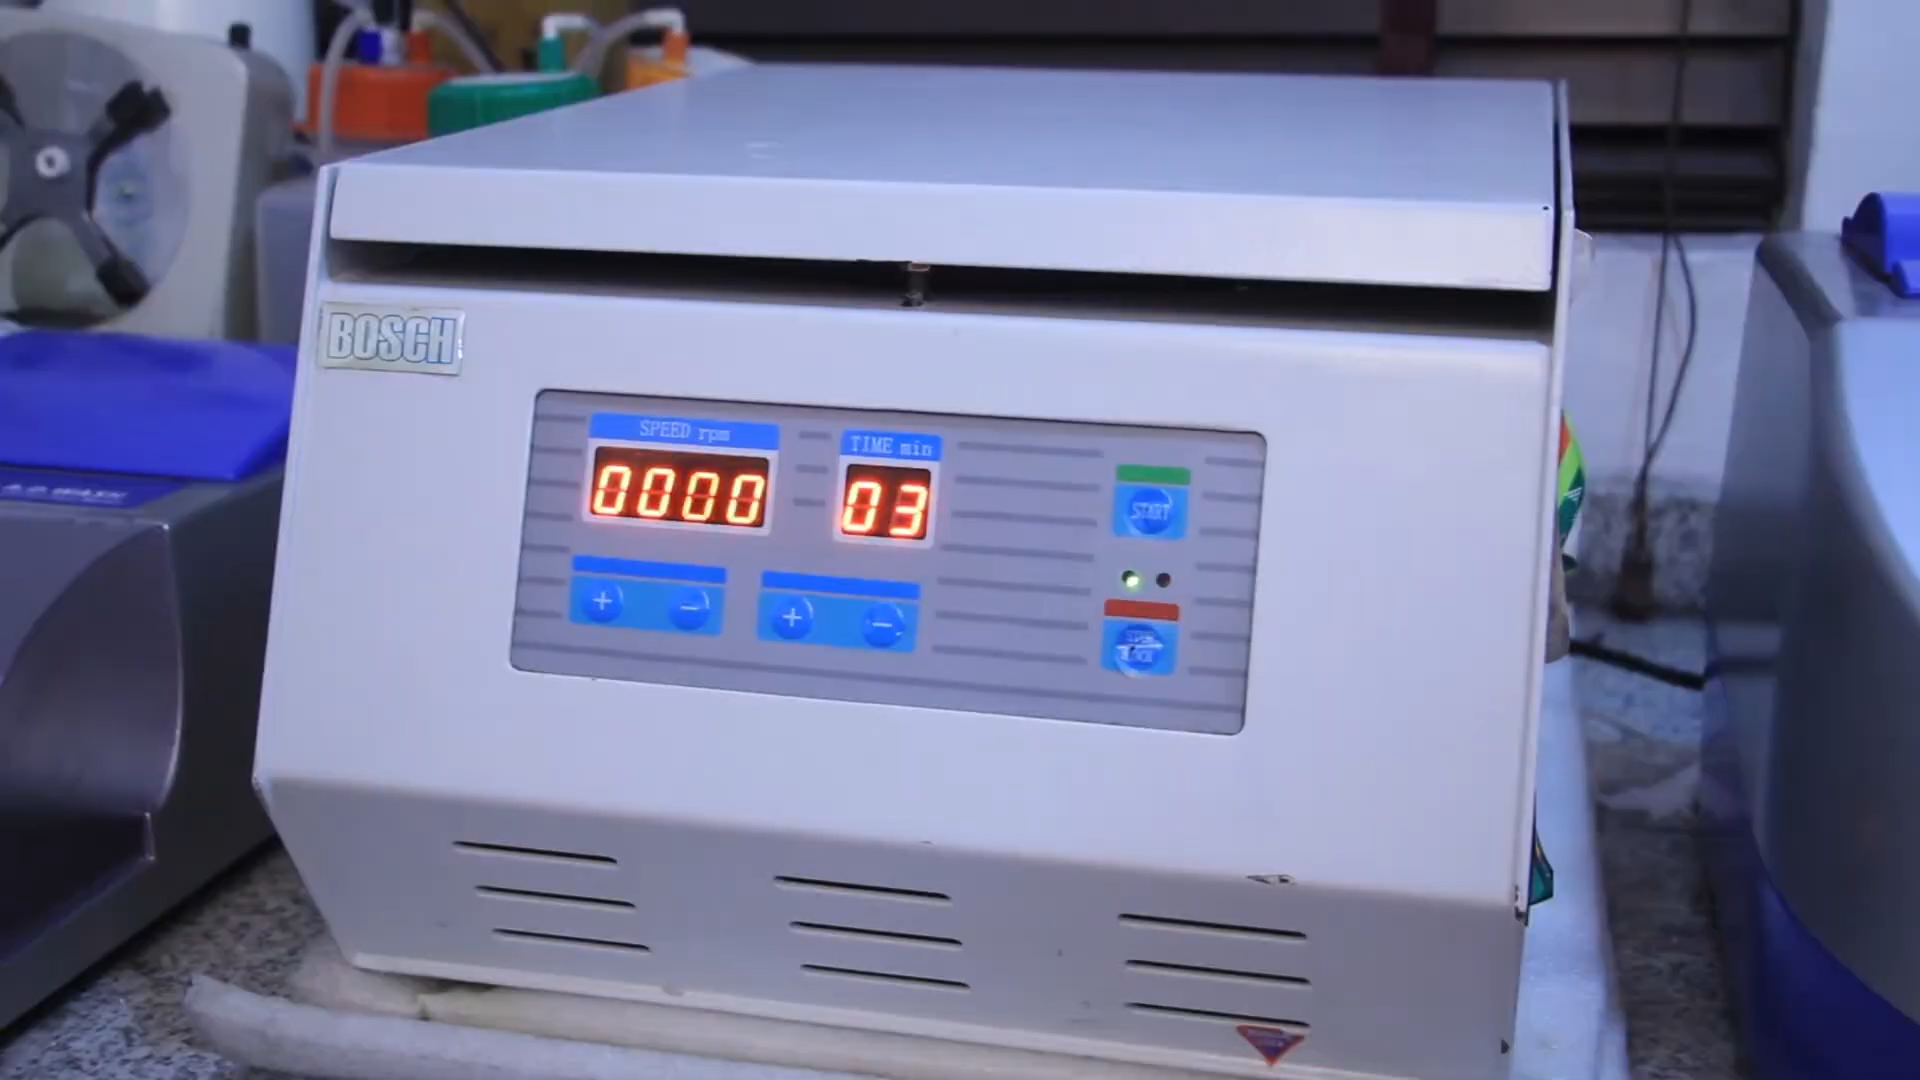 BOSCH
SPEED rpm
TIME min
0000
03
START
+
-
+
-